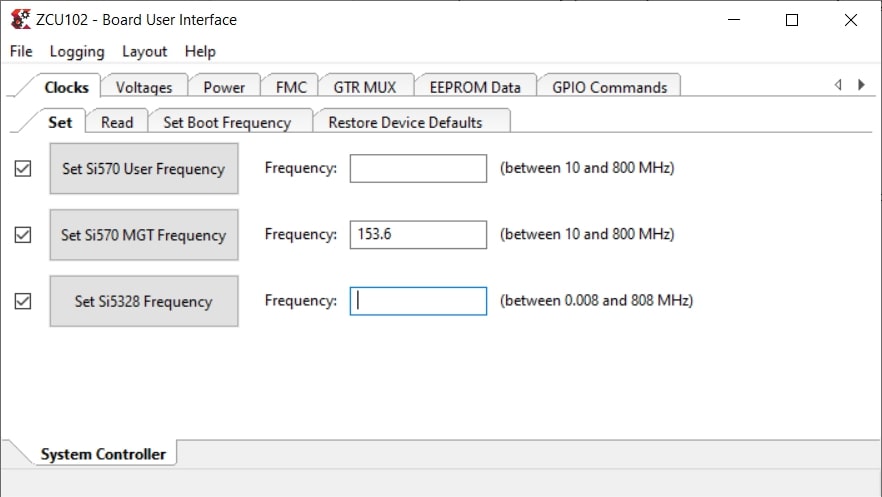 ZCU102 - Board User Interface
File Logging Layout Help
Clocks Voltages Power FMC GTR MUX EEPROM Data GPIO Commands
Set Read Set Boot Frequency Restore Device Defaults
Set Si570 User Frequency Frequency: (between 10 and 800 MHz)
Set Si570 MGT Frequency Frequency: 153.6 (between 10 and 800 MHz)
Set Si5328 Frequency Frequency: (between 0.008 and 808 MHz)
System Controller